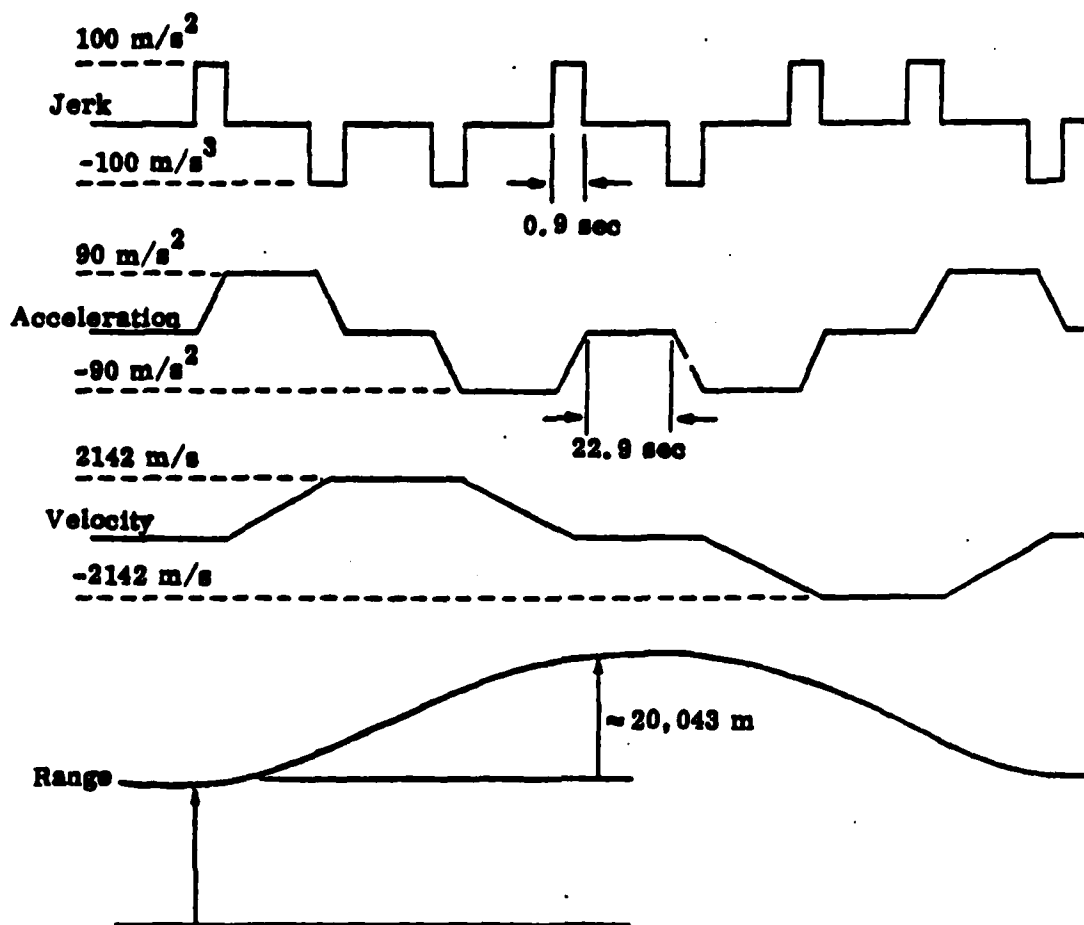 100 m/s²
Jerk
-100 m/s³
0.9 sec
90 m/s²
Acceleration
-90 m/s²
22.9 sec
2142 m/s
Velocity
-2142 m/s
≈20,043 m
Range